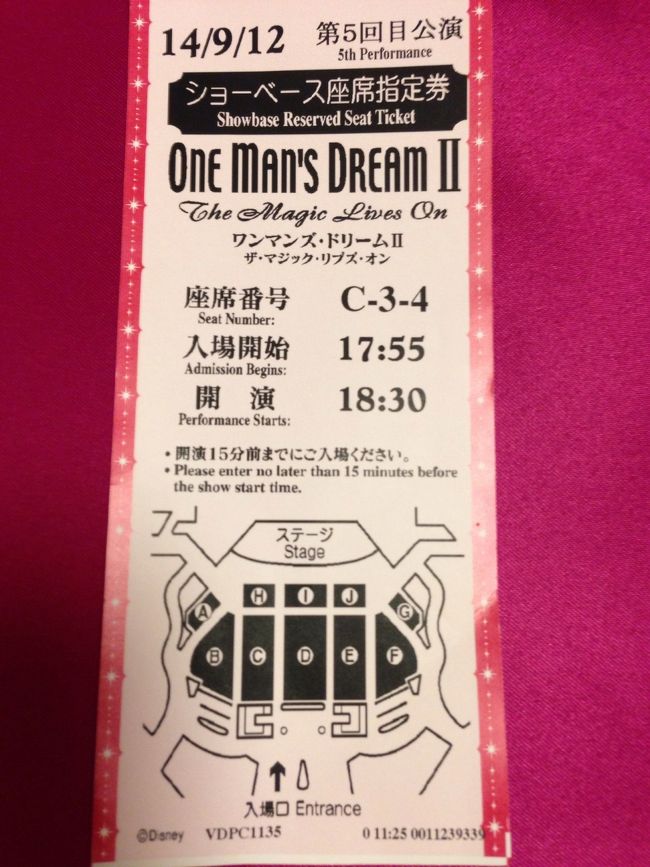 14/9/12 第5回目公演
5th Performance
ショーベース座席指定券
Showbase Reserved Seat Ticket
ONE MAN'S DREAM II
The Magic Lives On
ワンマンズ・ドリームⅡ
ザ・マジック・リブズ・オン
座席番号 C-3-4
Seat Number:
入場開始 17:55
Admission Begins:
開 演 18:30
Performance Starts:
・開演15分前までにご入場ください。
・Please enter no later than 15 minutes before
the show start time.
ステージ
Stage
H I J
A G
B C D E F
入場口 Entrance
©Disney VDPC1135 0 11:25 0011239339